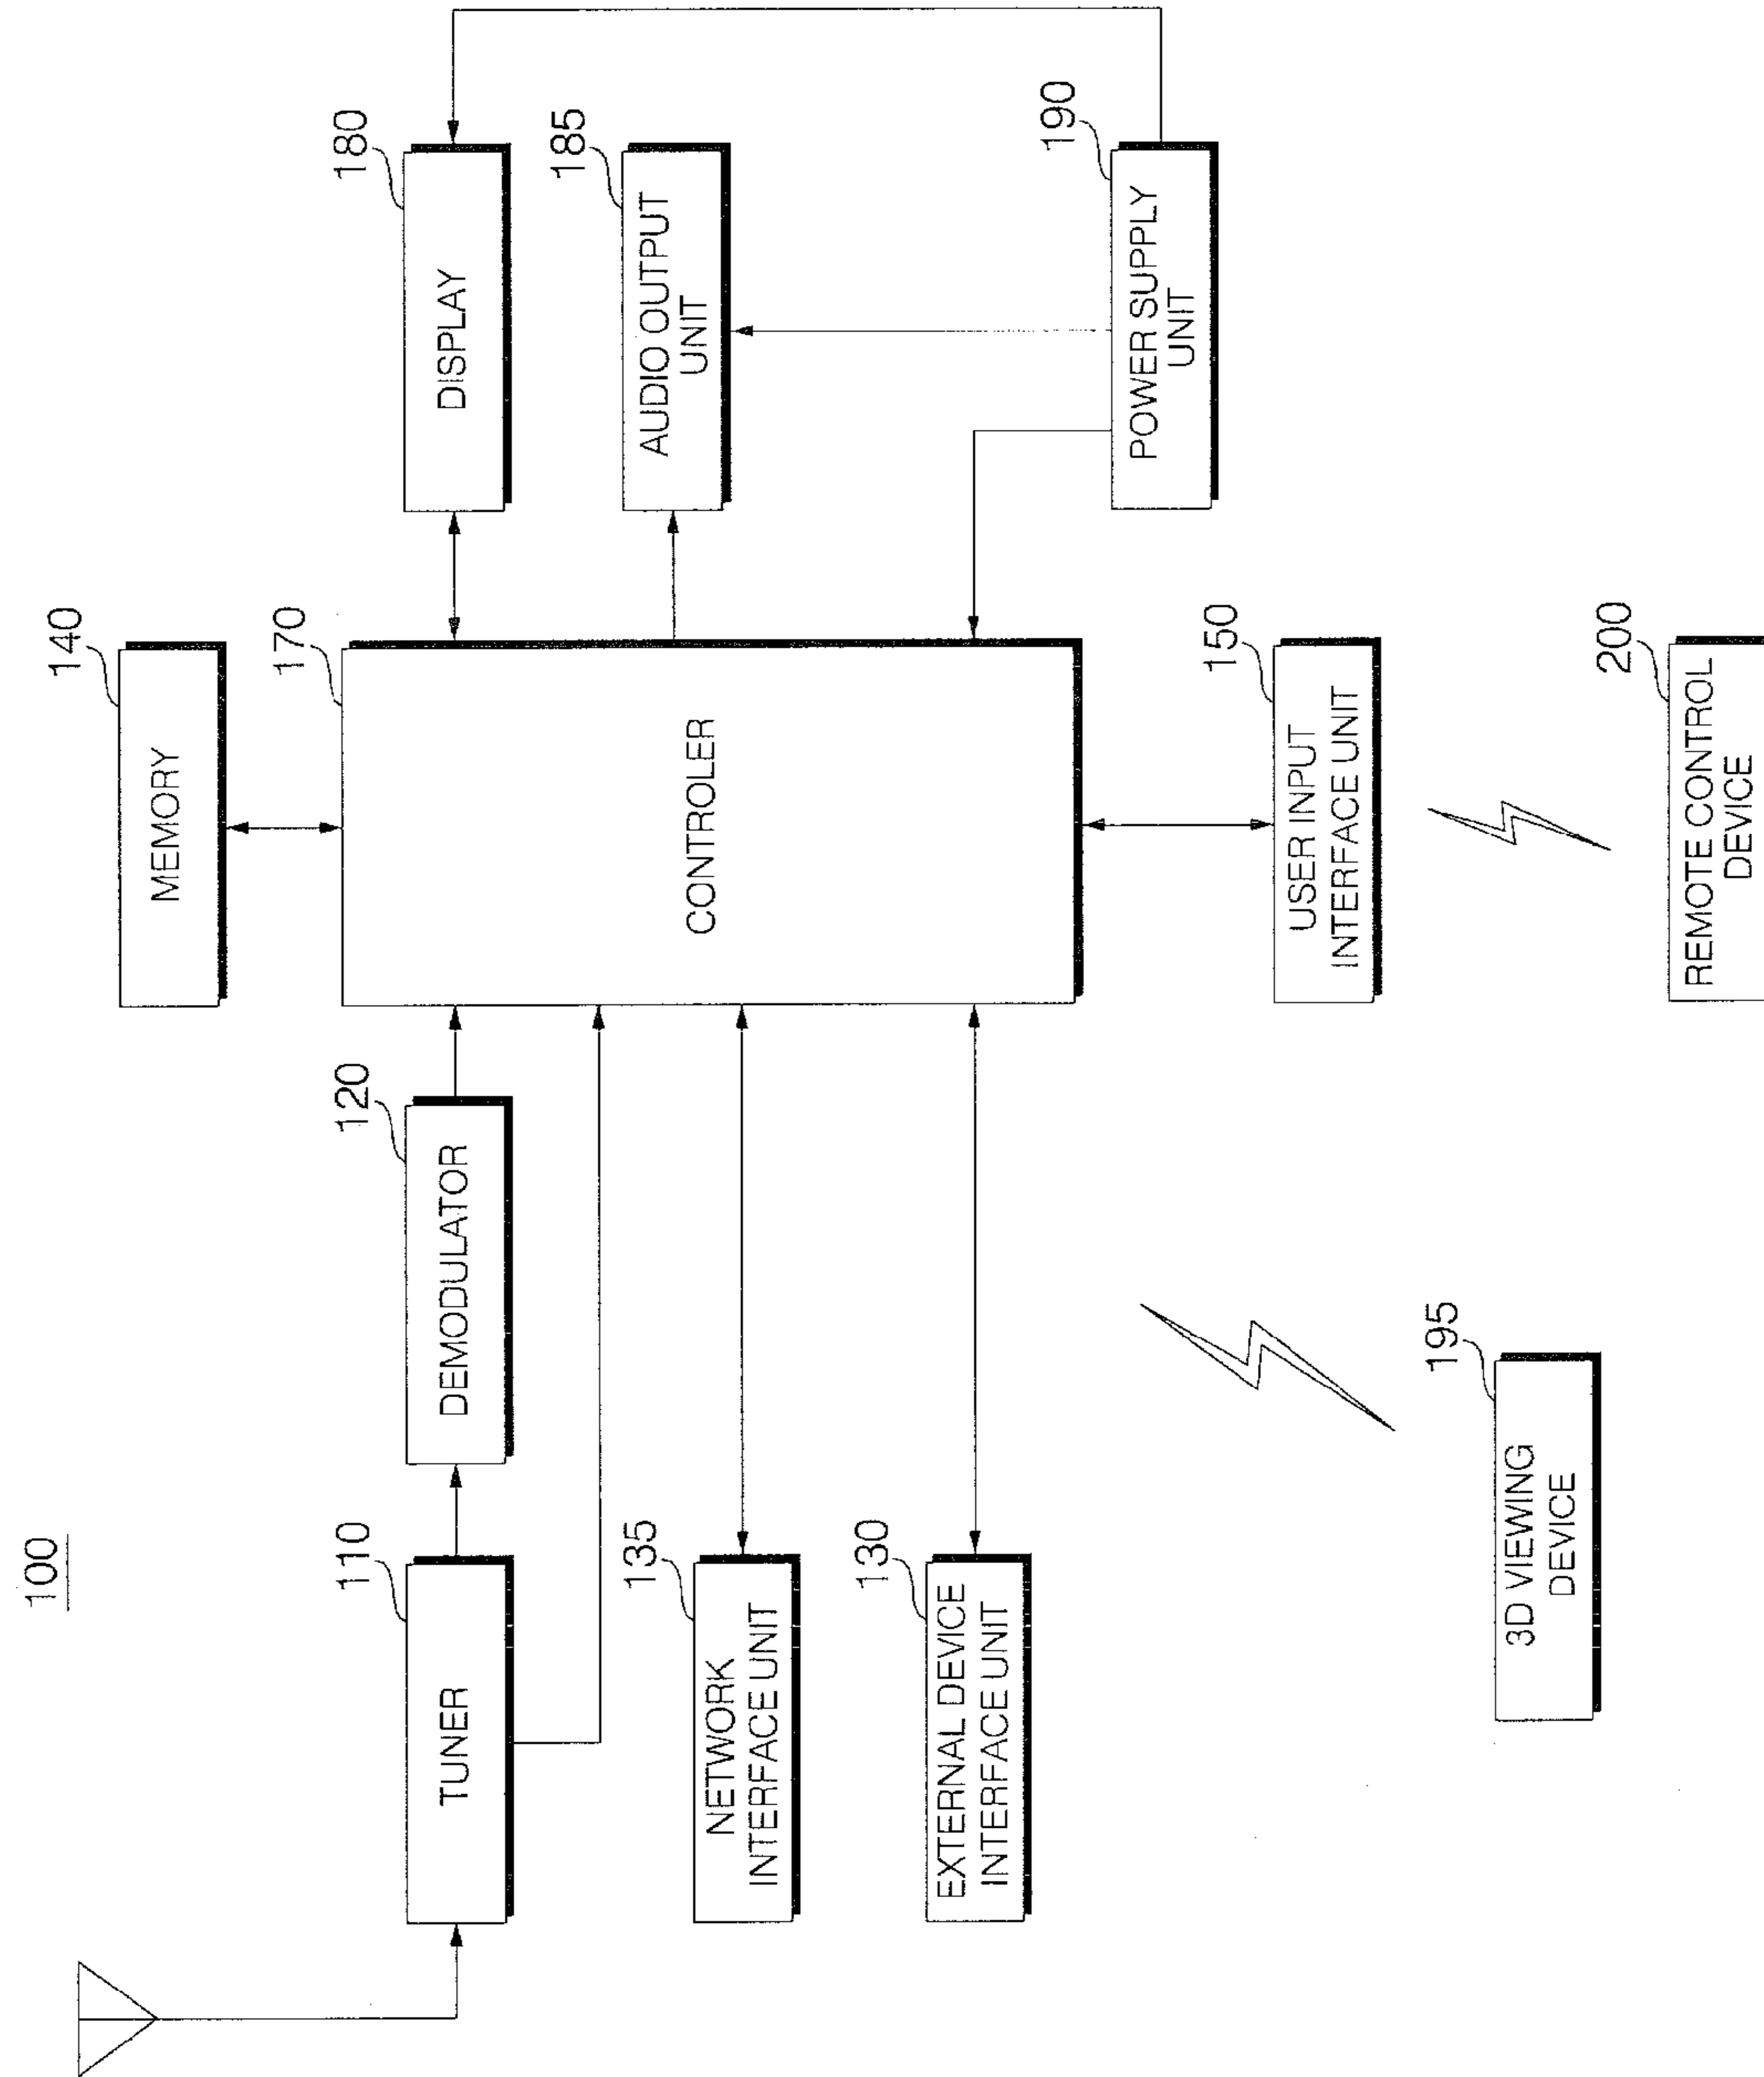 100
140
MEMORY
110
TUNER
120
DEMODULATOR
170
CONTROLLER
180
DISPLAY
135
NETWORK
INTERFACE UNIT
185
AUDIO OUTPUT
UNIT
130
EXTERNAL DEVICE
INTERFACE UNIT
190
POWER SUPPLY
UNIT
150
USER INPUT
INTERFACE UNIT
195
3D VIEWING
DEVICE
200
REMOTE CONTROL
DEVICE